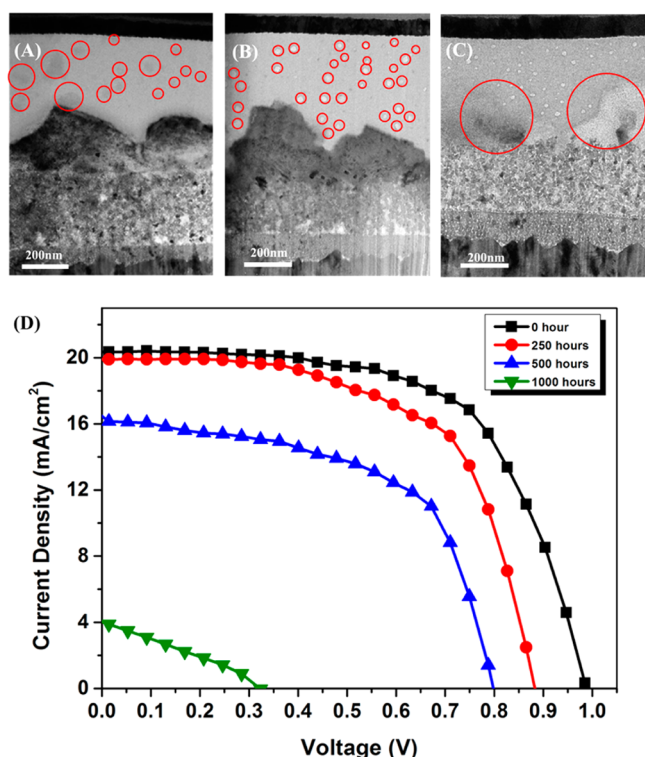 (A)
(B)
(C)
200nm
200nm
200nm
(D)
0 hour
250 hours
500 hours
1000 hours
Current Density (mA/cm²)
20
16
12
8
4
0
0.0 0.1 0.2 0.3 0.4 0.5 0.6 0.7 0.8 0.9 1.0
Voltage (V)